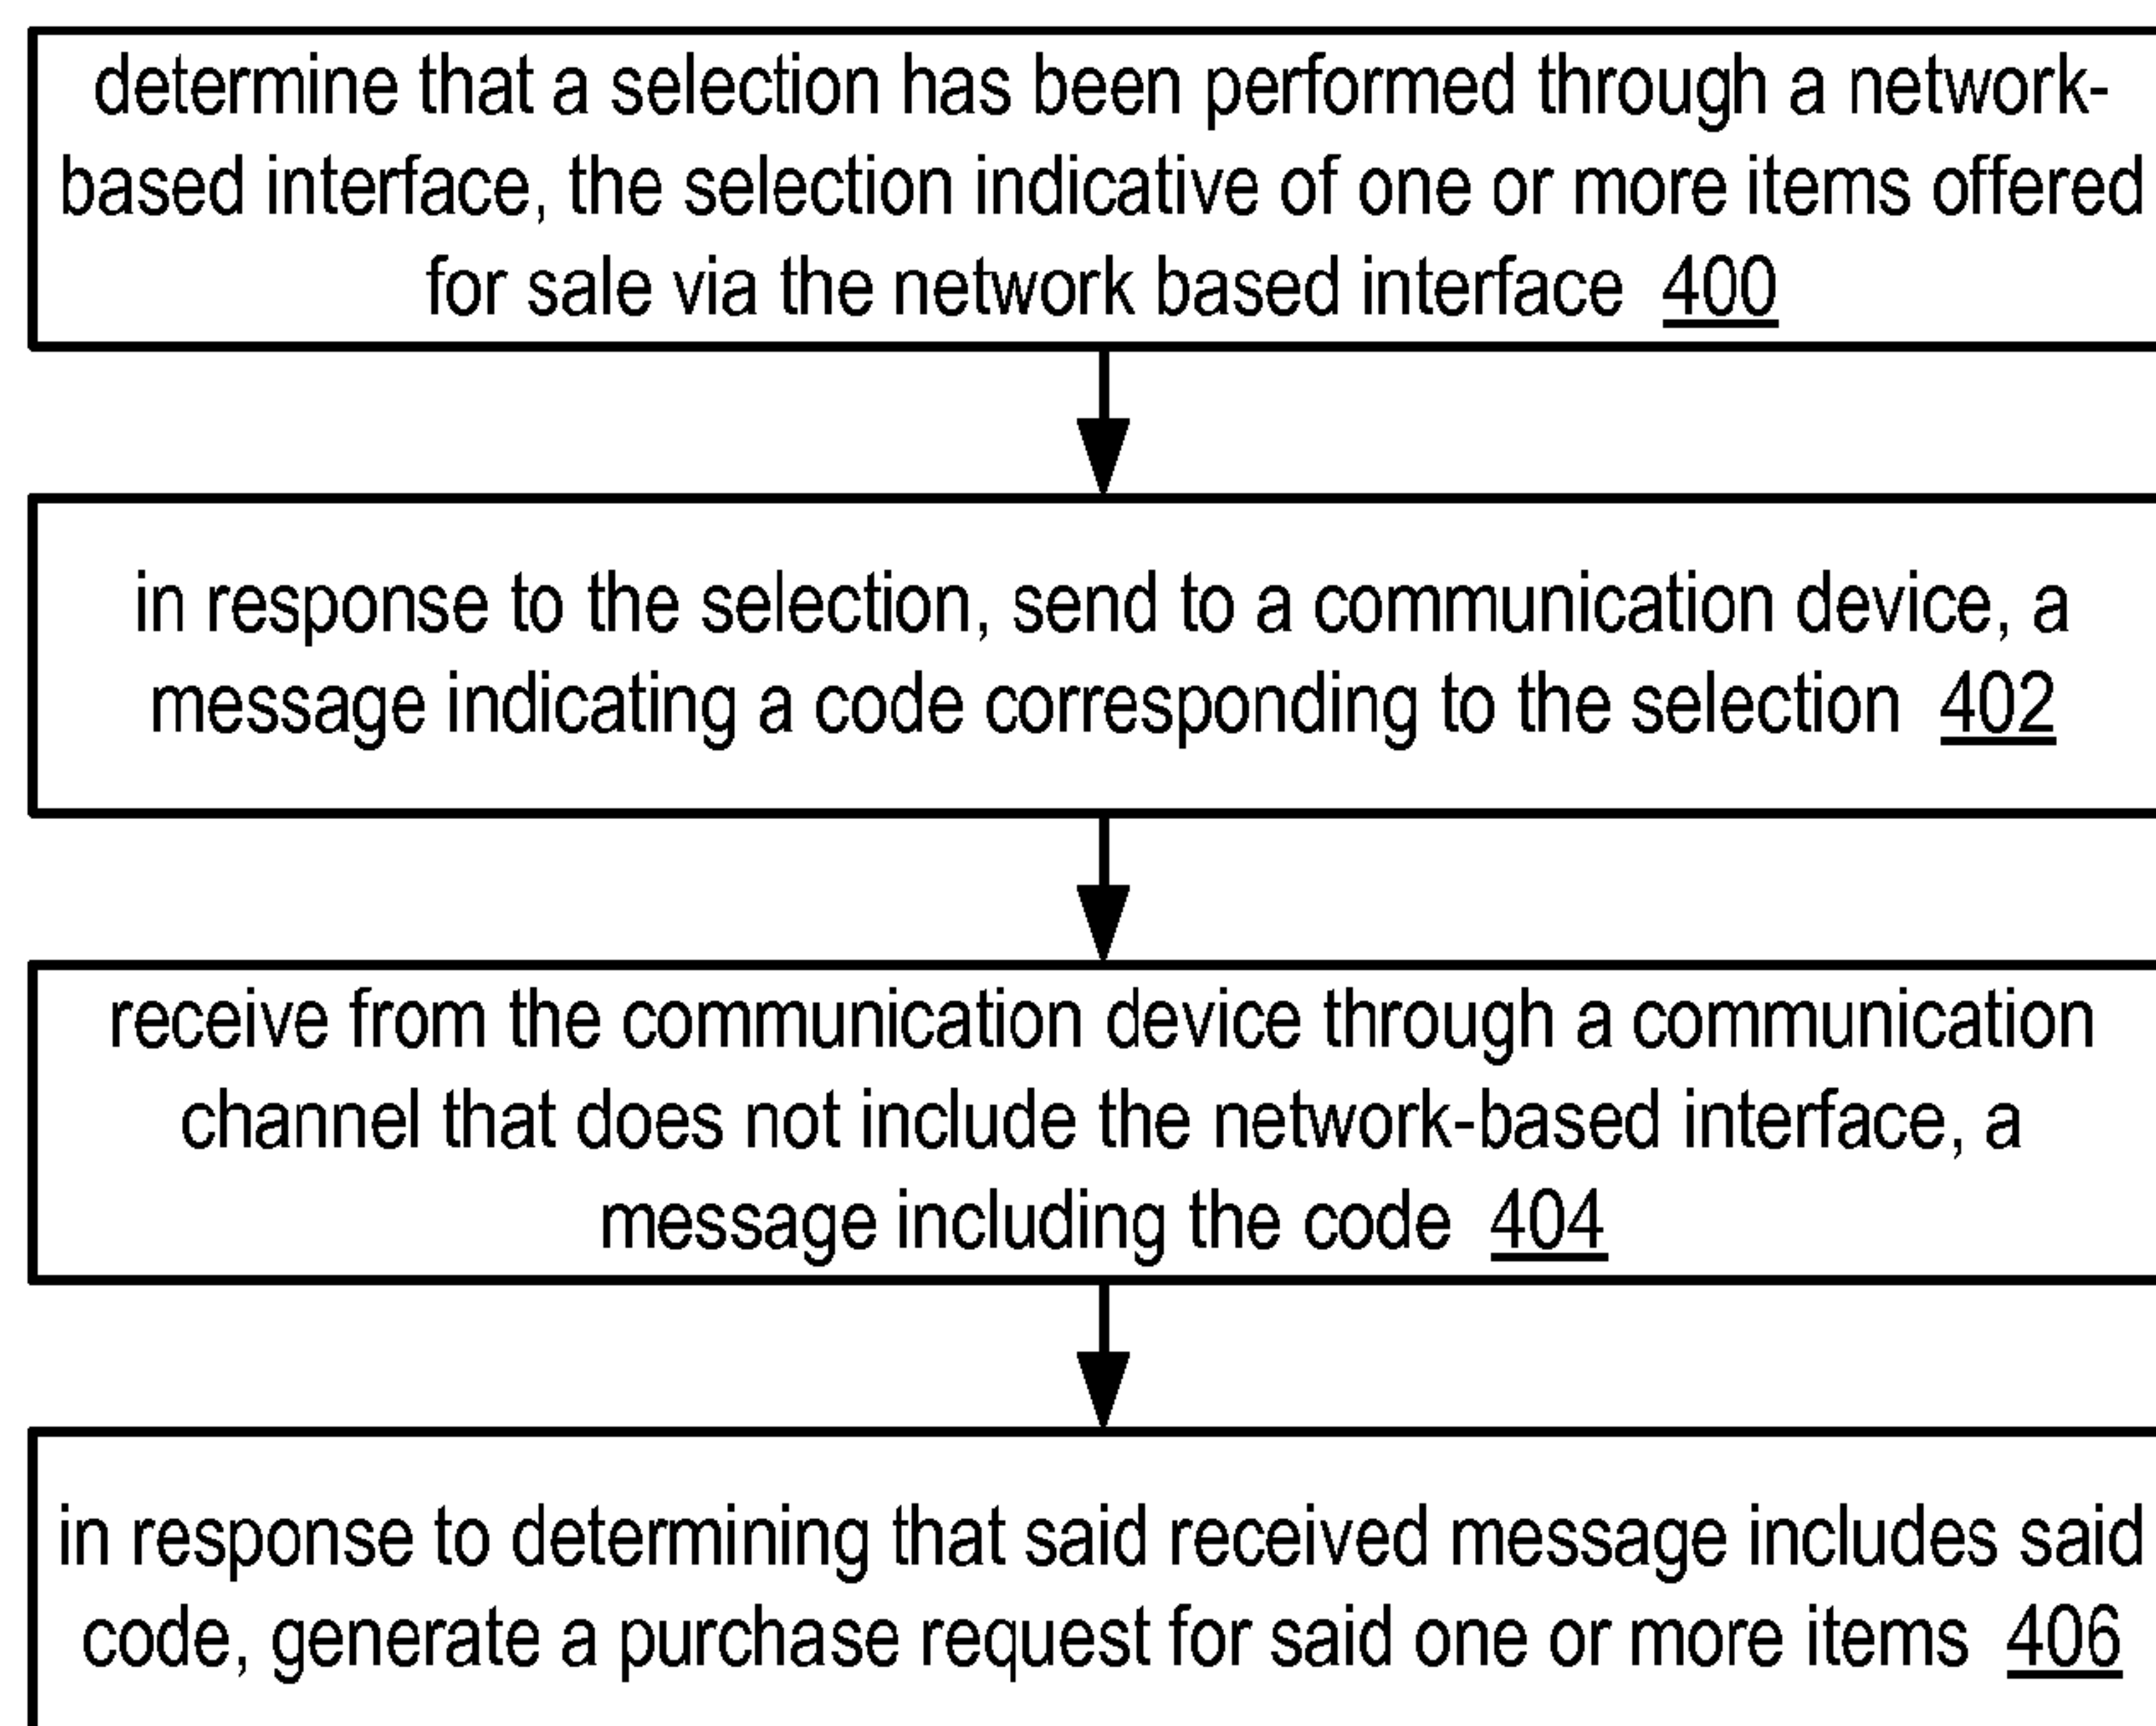 determine that a selection has been performed through a network-
based interface, the selection indicative of one or more items offered
for sale via the network based interface 400
in response to the selection, send to a communication device, a
message indicating a code corresponding to the selection 402
receive from the communication device through a communication
channel that does not include the network-based interface, a
message including the code 404
in response to determining that said received message includes said
code, generate a purchase request for said one or more items 406